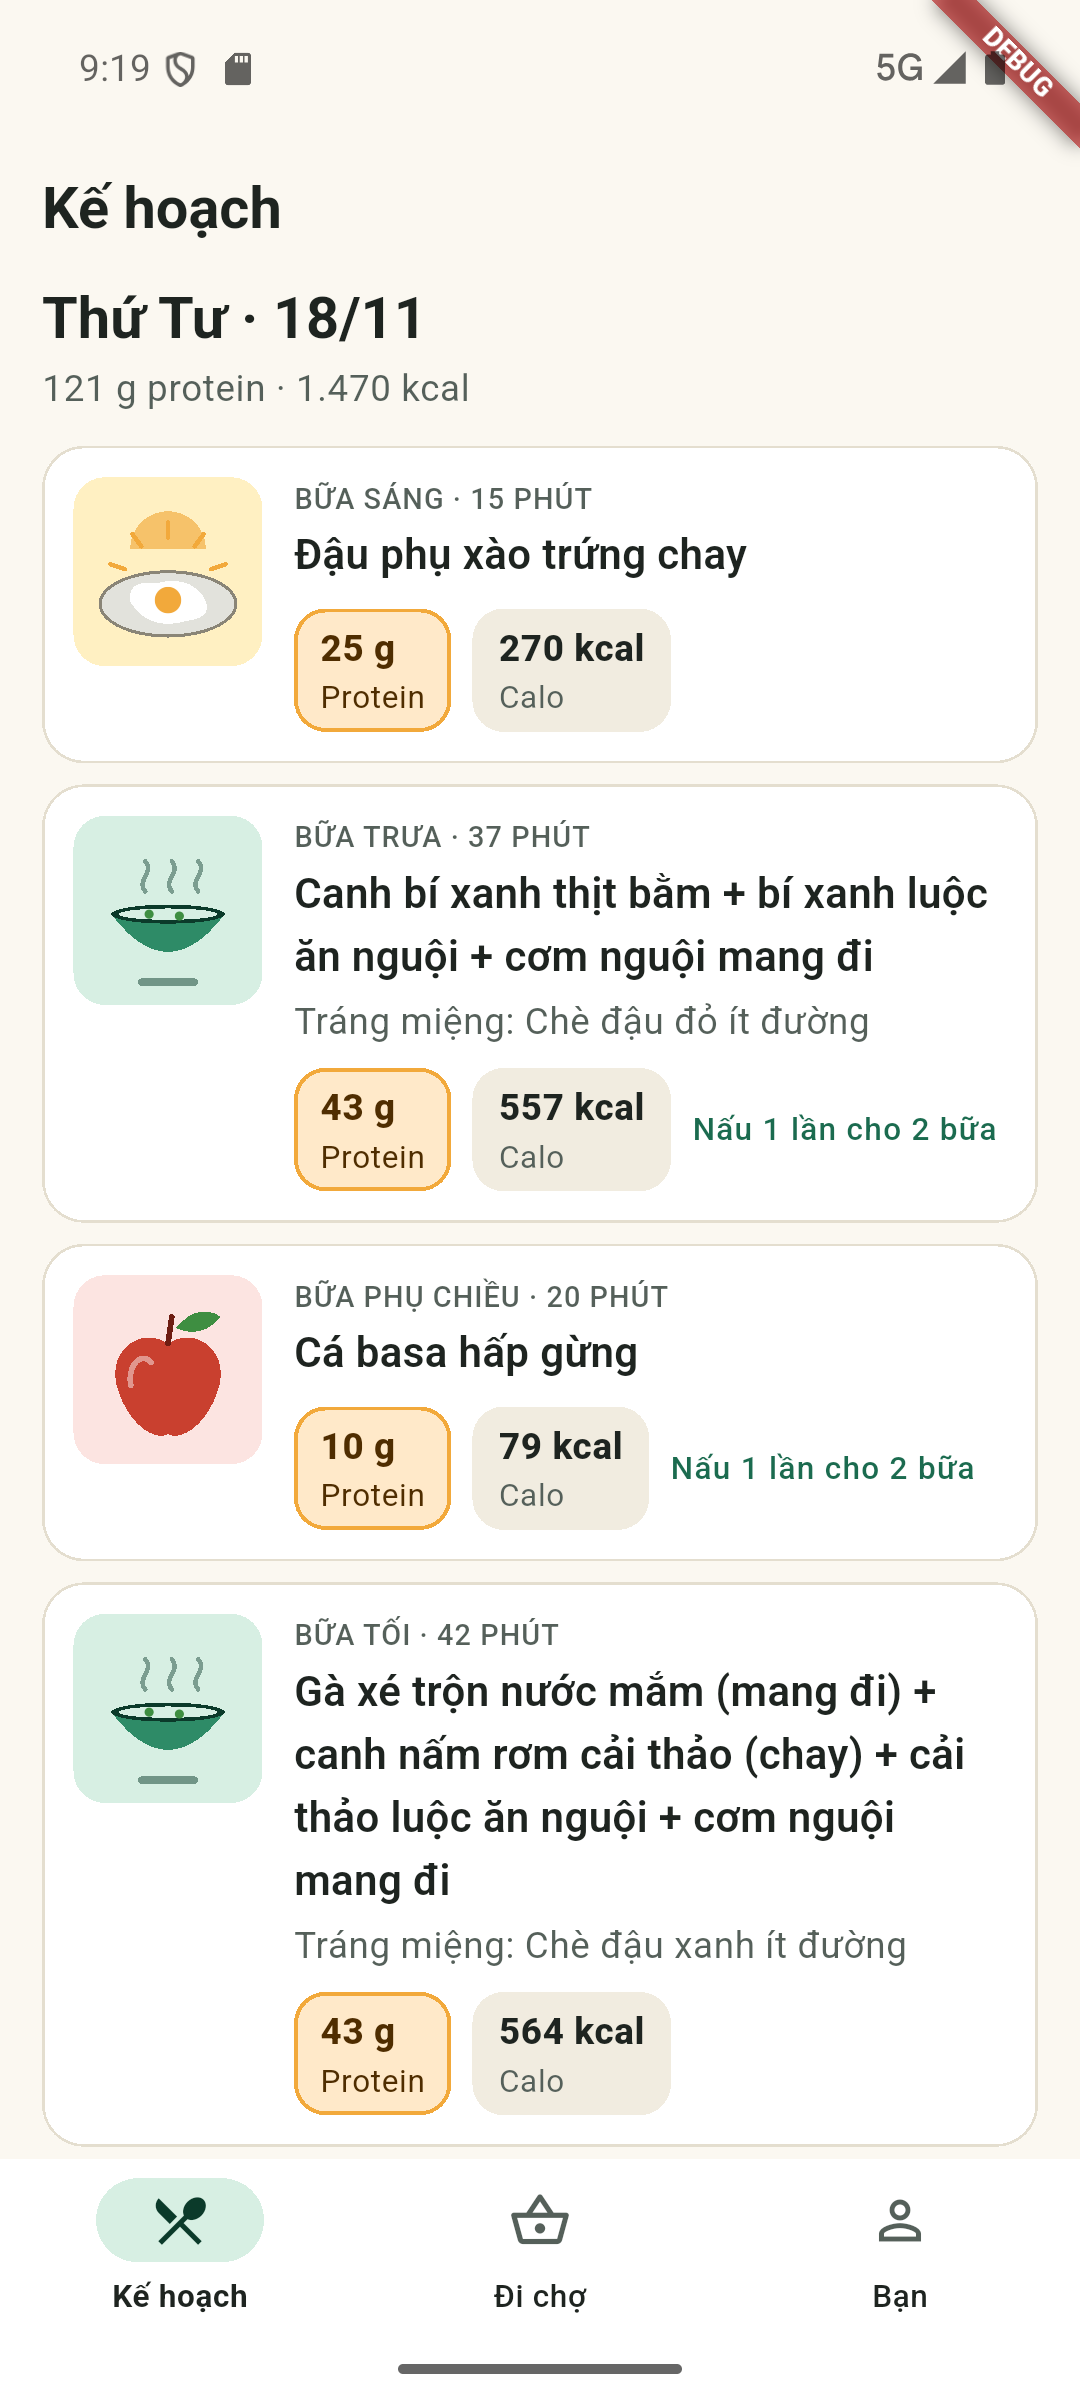 9:19
5G
DEBUG
Kế hoạch
Thứ Tư · 18/11
121 g protein · 1.470 kcal
BỮA SÁNG · 15 PHÚT
Đậu phụ xào trứng chay
25 g
Protein
270 kcal
Calo
BỮA TRƯA · 37 PHÚT
Canh bí xanh thịt bằm + bí xanh luộc
ăn nguội + cơm nguội mang đi
Tráng miệng: Chè đậu đỏ ít đường
43 g
Protein
557 kcal
Calo
Nấu 1 lần cho 2 bữa
BỮA PHỤ CHIỀU · 20 PHÚT
Cá basa hấp gừng
10 g
Protein
79 kcal
Calo
Nấu 1 lần cho 2 bữa
BỮA TỐI · 42 PHÚT
Gà xé trộn nước mắm (mang đi) +
canh nấm rơm cải thảo (chay) + cải
thảo luộc ăn nguội + cơm nguội
mang đi
Tráng miệng: Chè đậu xanh ít đường
43 g
Protein
564 kcal
Calo
Kế hoạch
Đi chợ
Bạn